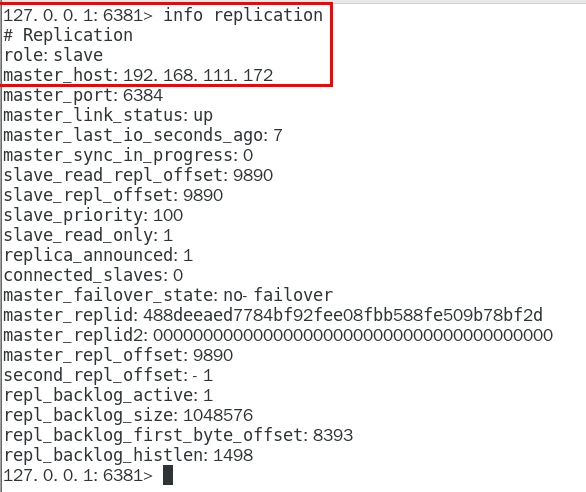 127.0.0.1:6381> info replication
# Replication
role:slave
master_host:192.168.111.172
master_port:6384
master_link_status:up
master_last_io_seconds_ago:7
master_sync_in_progress:0
slave_read_repl_offset:9890
slave_repl_offset:9890
slave_priority:100
slave_read_only:1
replica_announced:1
connected_slaves:0
master_failover_state:no-failover
master_replid:488deeaed7784bf92fee08fbb588fe509b78bf2d
master_replid2:0000000000000000000000000000000000000000
master_repl_offset:9890
second_repl_offset:-1
repl_backlog_active:1
repl_backlog_size:1048576
repl_backlog_first_byte_offset:8393
repl_backlog_histlen:1498
127.0.0.1:6381>